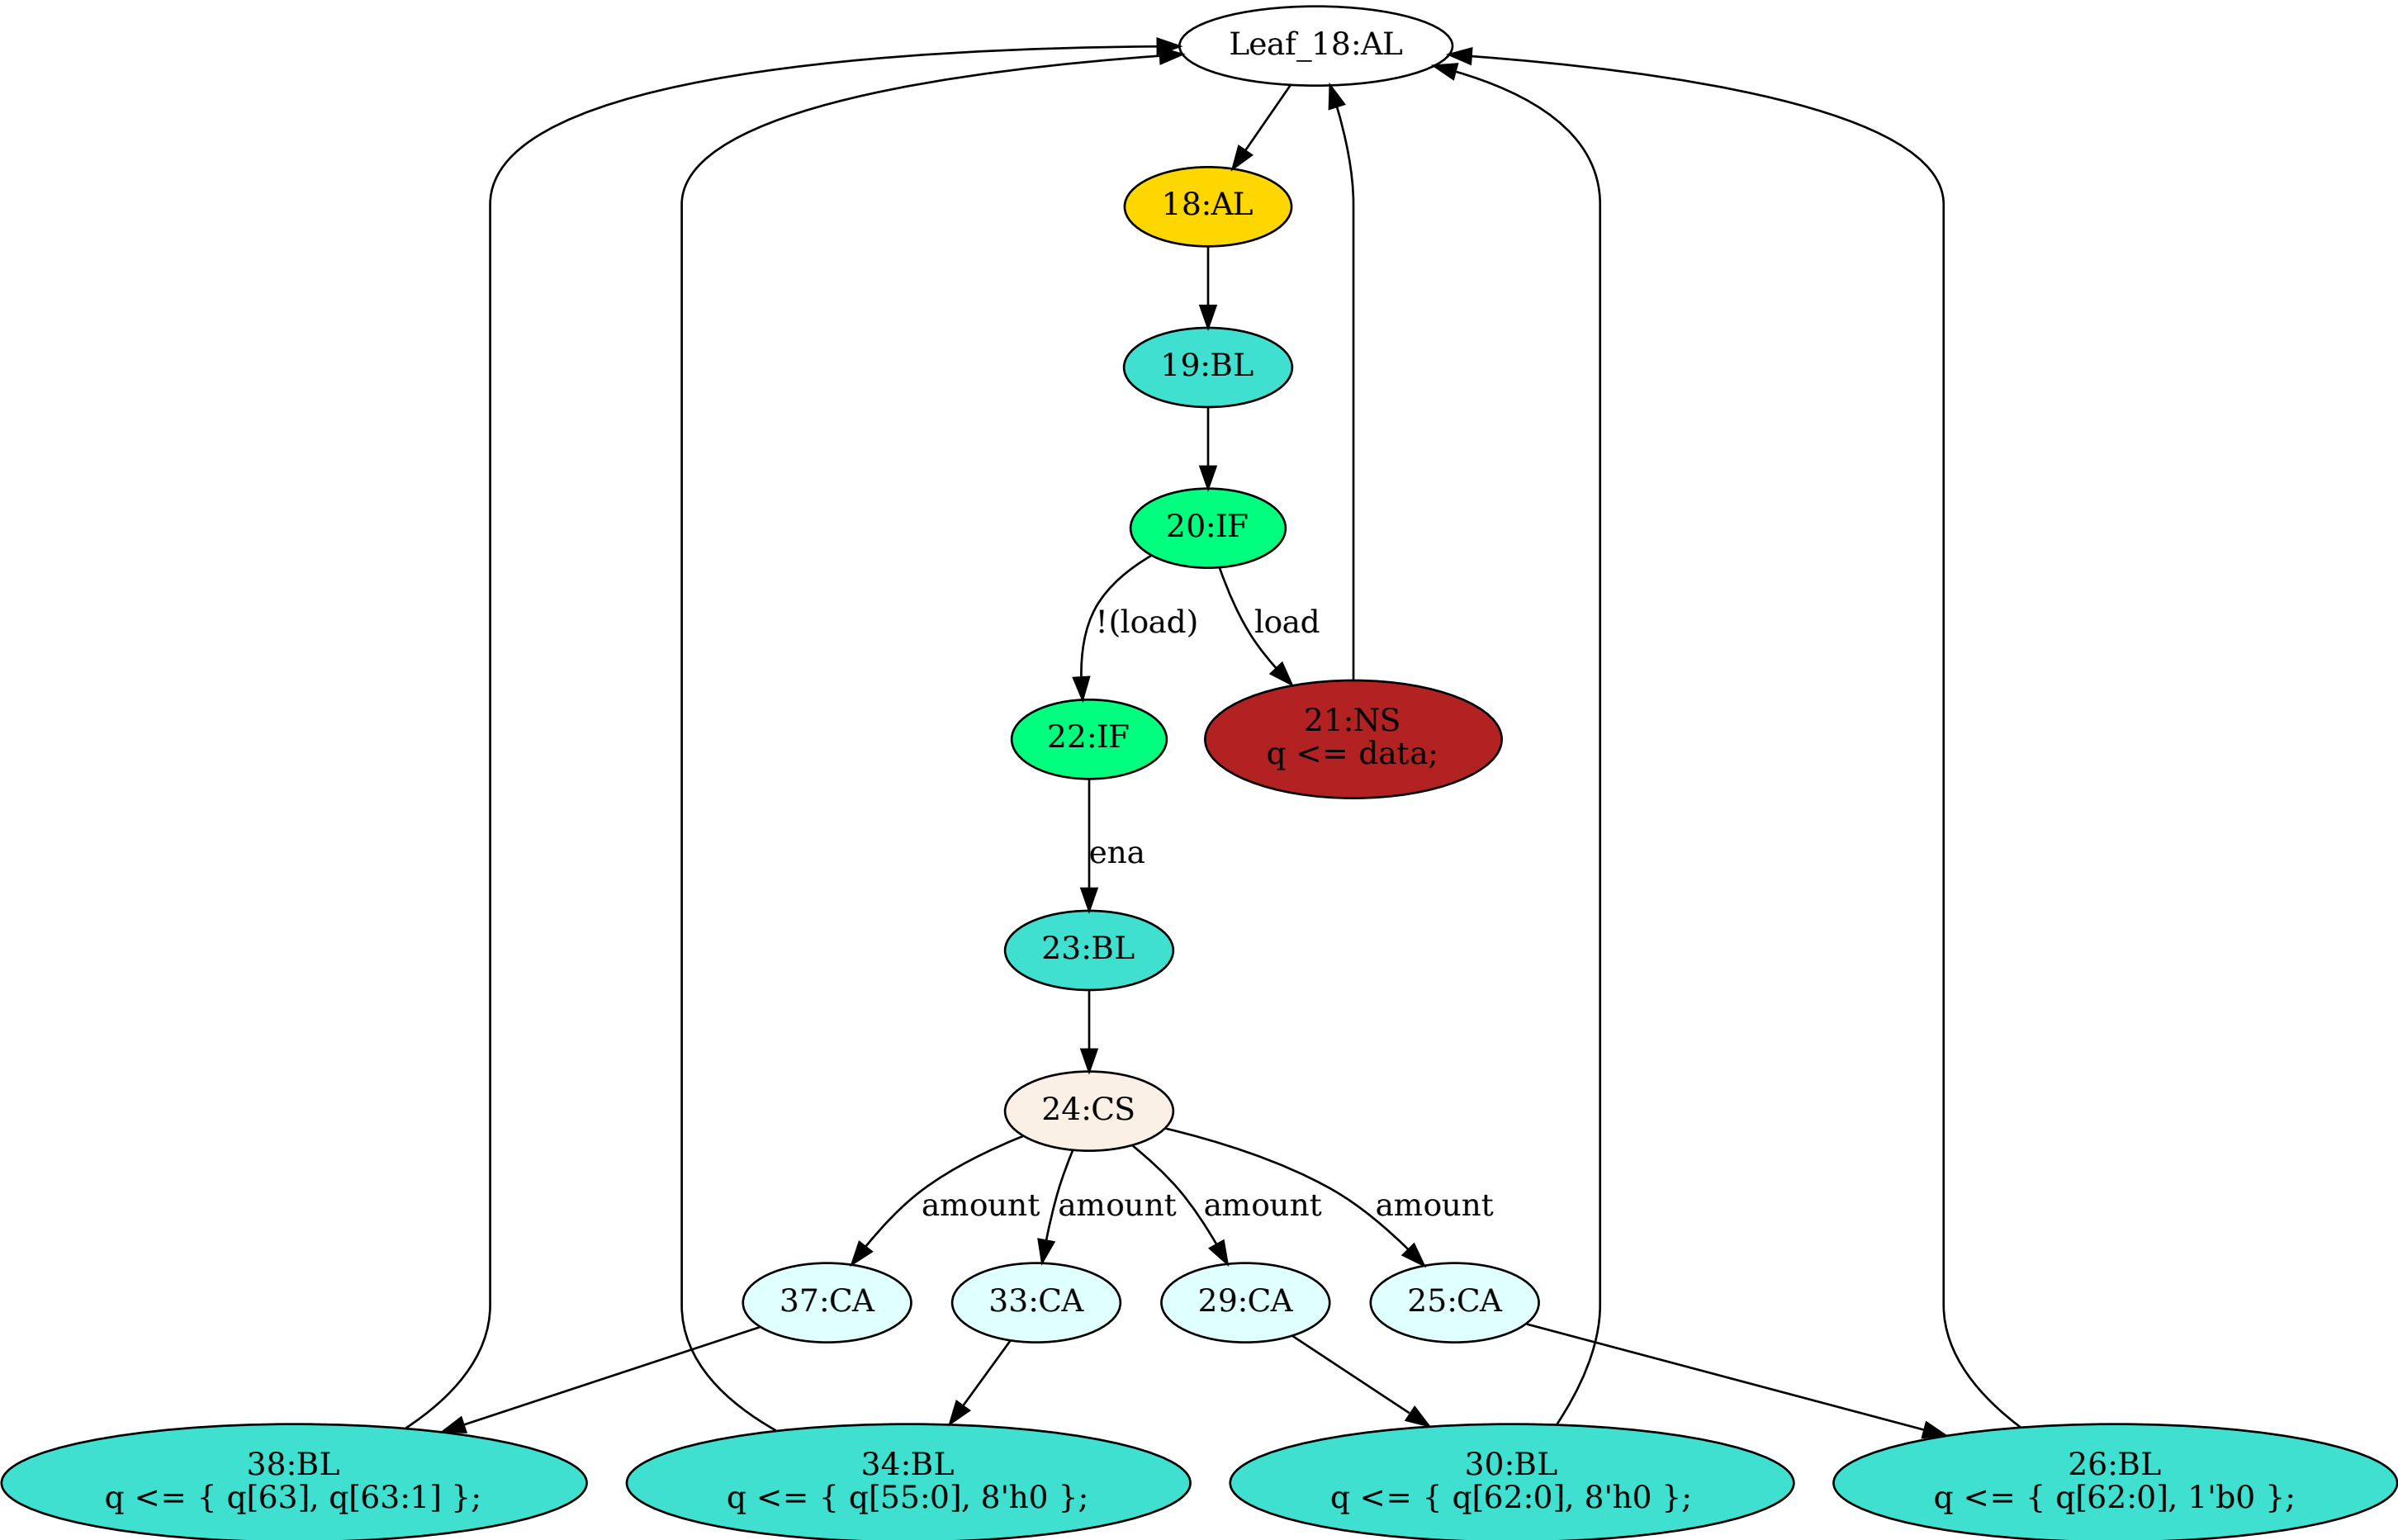 Leaf_18:AL
18:AL
19:BL
20:IF
!(load)
load
22:IF
21:NS
q <= data;
ena
23:BL
24:CS
amount
amount
amount
amount
37:CA
33:CA
29:CA
25:CA
38:BL
q <= { q[63], q[63:1] };
34:BL
q <= { q[55:0], 8'h0 };
30:BL
q <= { q[62:0], 8'h0 };
26:BL
q <= { q[62:0], 1'b0 };